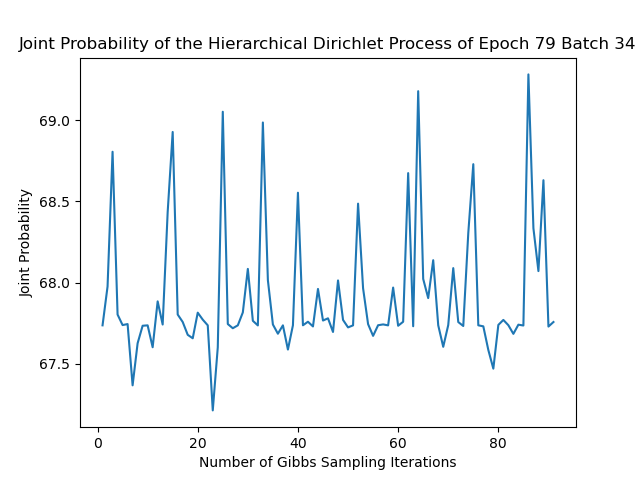 Joint Probability of the Hierarchical Dirichlet Process of Epoch 79 Batch 34
69.0
68.5
68.0
67.5
Joint Probability
0 20 40 60 80
Number of Gibbs Sampling Iterations